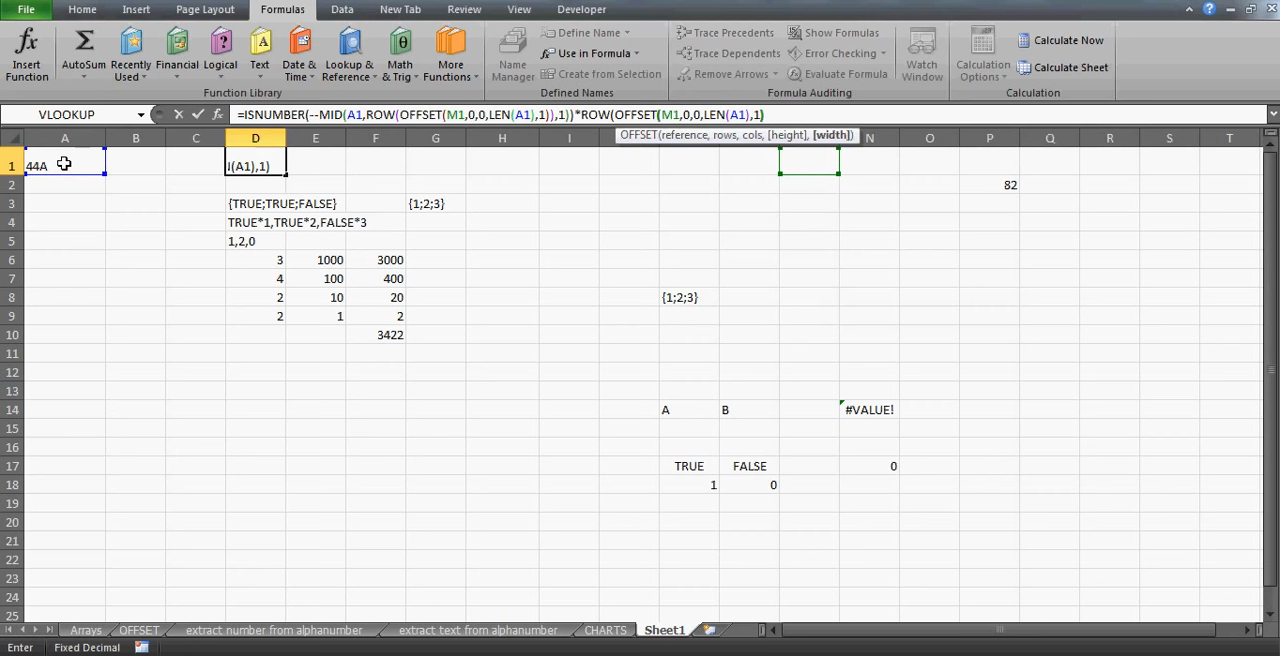 File Home Insert Page Layout Formulas Data New Tab Review View Developer
fx Insert Function
Σ AutoSum
Recently Used
Financial
Logical
Text
Date & Time
Lookup & Reference
Math & Trig
More Functions
Function Library
Name Manager
Define Name
Use in Formula
Create from Selection
Defined Names
Trace Precedents
Trace Dependents
Remove Arrows
Show Formulas
Error Checking
Evaluate Formula
Formula Auditing
Watch Window
Calculation Options
Calculate Now
Calculate Sheet
Calculation
VLOOKUP fx =ISNUMBER(--MID(A1,ROW(OFFSET(M1,0,0,LEN(A1),1)),1))*ROW(OFFSET(M1,0,0,LEN(A1),1)
OFFSET(reference, rows, cols, [height], [width])
A B C D E F G H I N O P Q R S T
1 44A I(A1),1)
2 82
3 {TRUE;TRUE;FALSE} {1;2;3}
4 TRUE*1,TRUE*2,FALSE*3
5 1,2,0
6 3 1000 3000
7 4 100 400
8 2 10 20 {1;2;3}
9 2 1 2
10 3422
11
12
13
14 A B #VALUE!
15
16
17 TRUE FALSE 0
18 1 0
19
20
21
22
23
24
25
Arrays OFFSET extract number from alphanumber extract text from alphanumber CHARTS Sheet1
Enter Fixed Decimal